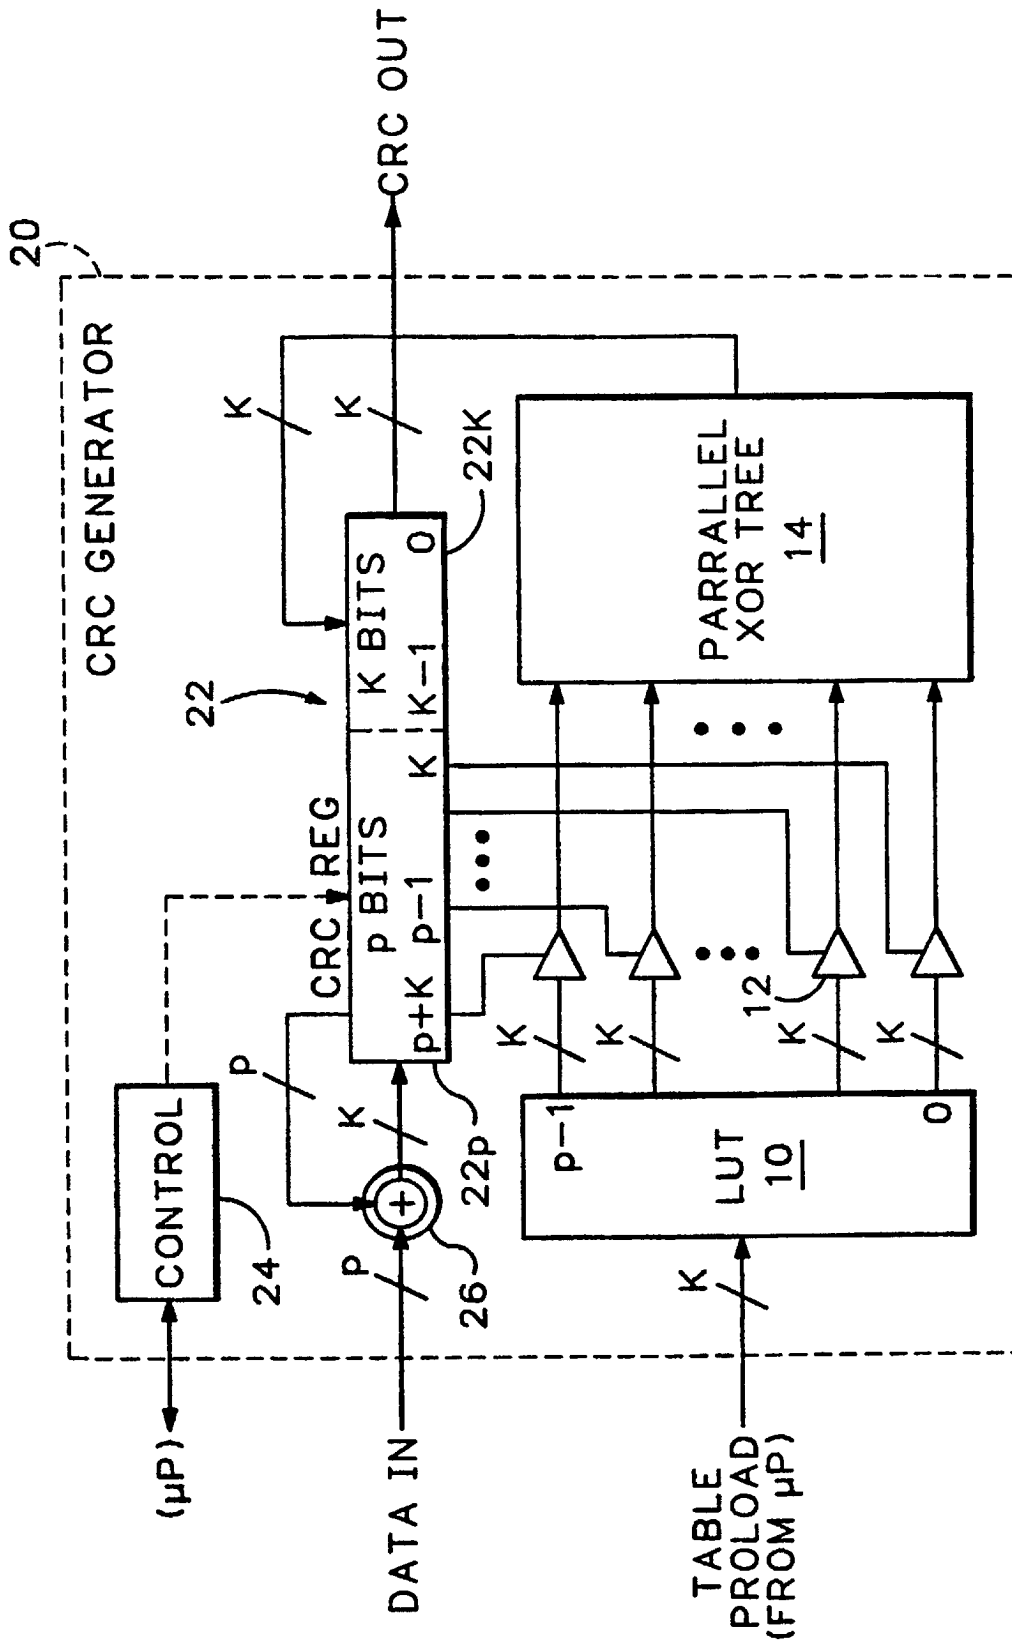 20
CRC GENERATOR
(µP)
CONTROL
24
22
CRC REG
p BITS
K BITS
p+K
p-1
K
K-1
0
p
K
K
K
CRC OUT
DATA IN
p
26
22p
22K
TABLE
PROLOAD
(FROM µP)
K
p-1
LUT
10
0
K
K
K
K
12
PARRALLEL
XOR TREE
14